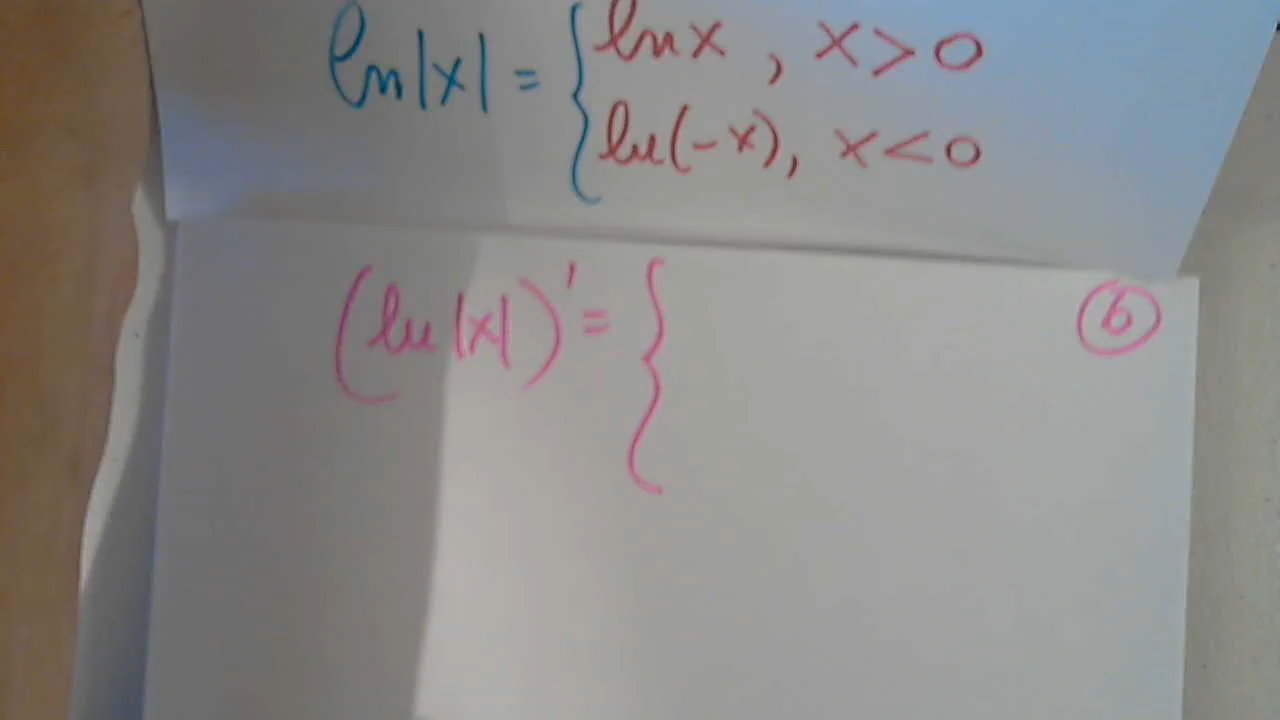 ln|x| = { ln x , x > 0
ln(-x), x < 0
(ln|x|)' = {
6